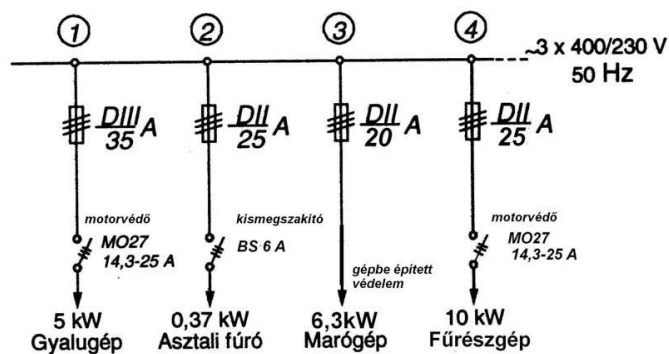 1 2 3 4
~3 x 400/230 V
50 Hz
DIII/35 A
DII/25 A
DII/20 A
DII/25 A
motorvédő
MO27
14,3-25 A
kismegszakító
BS 6 A
gépbe épített
védelem
motorvédő
MO27
14,3-25 A
5 kW
Gyalugép
0,37 kW
Asztali fúró
6,3kW
Marógép
10 kW
Fűrészgép